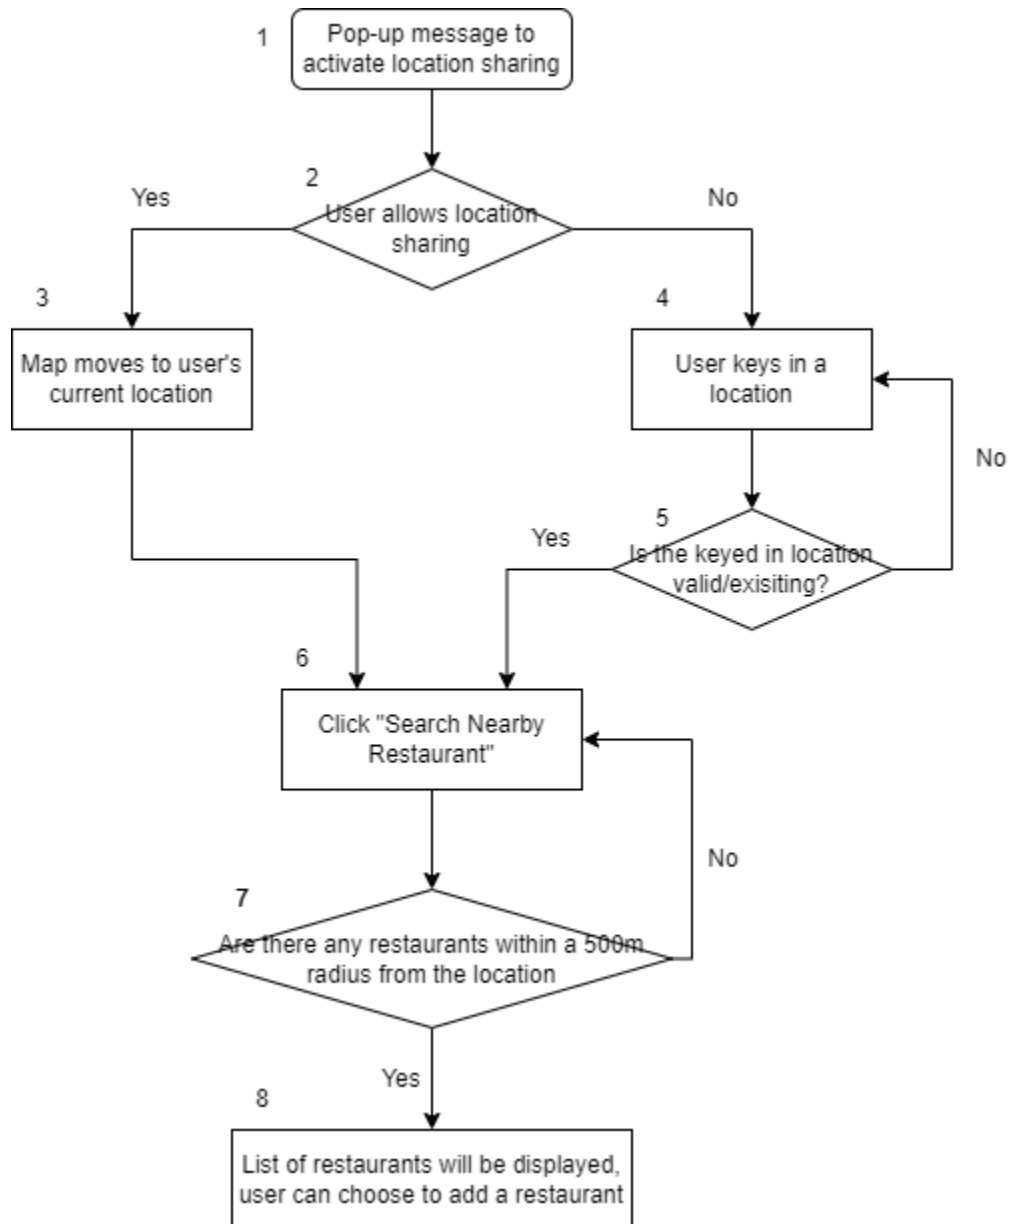 1
Pop-up message to
activate location sharing
2
Yes
No
User allows location
sharing
3
4
Map moves to user's
current location
User keys in a
location
No
5
Yes
Is the keyed in location
valid/exisiting?
6
Click "Search Nearby
Restaurant"
No
7
Are there any restaurants within a 500m
radius from the location
Yes
8
List of restaurants will be displayed,
user can choose to add a restaurant